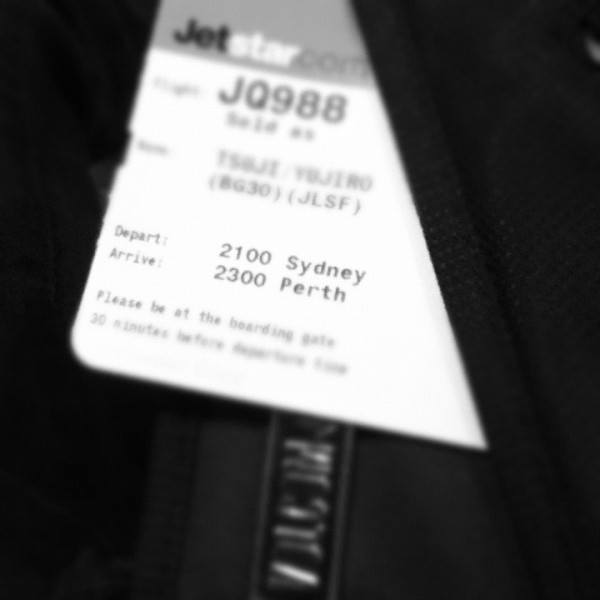 Jetstar.com
Flight: JQ988
Sold as
Name: TSUJI/YUJIRO
(BG30)(JLSF)
Depart: 2100 Sydney
Arrive: 2300 Perth
Please be at the boarding gate
30 minutes before departure time